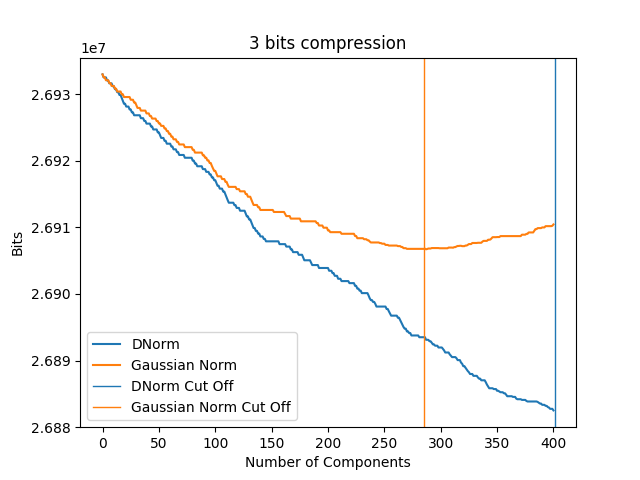 3 bits compression
1e7
2.693
2.692
2.691
2.690
2.689
2.688
Bits
DNorm
Gaussian Norm
DNorm Cut Off
Gaussian Norm Cut Off
0 50 100 150 200 250 300 350 400
Number of Components